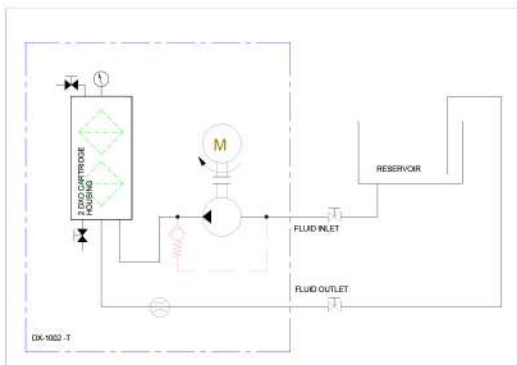 2 DXO CARTRIDGE
HOUSING
M
RESERVOIR
FLUID INLET
FLUID OUTLET
DX-1002 -T